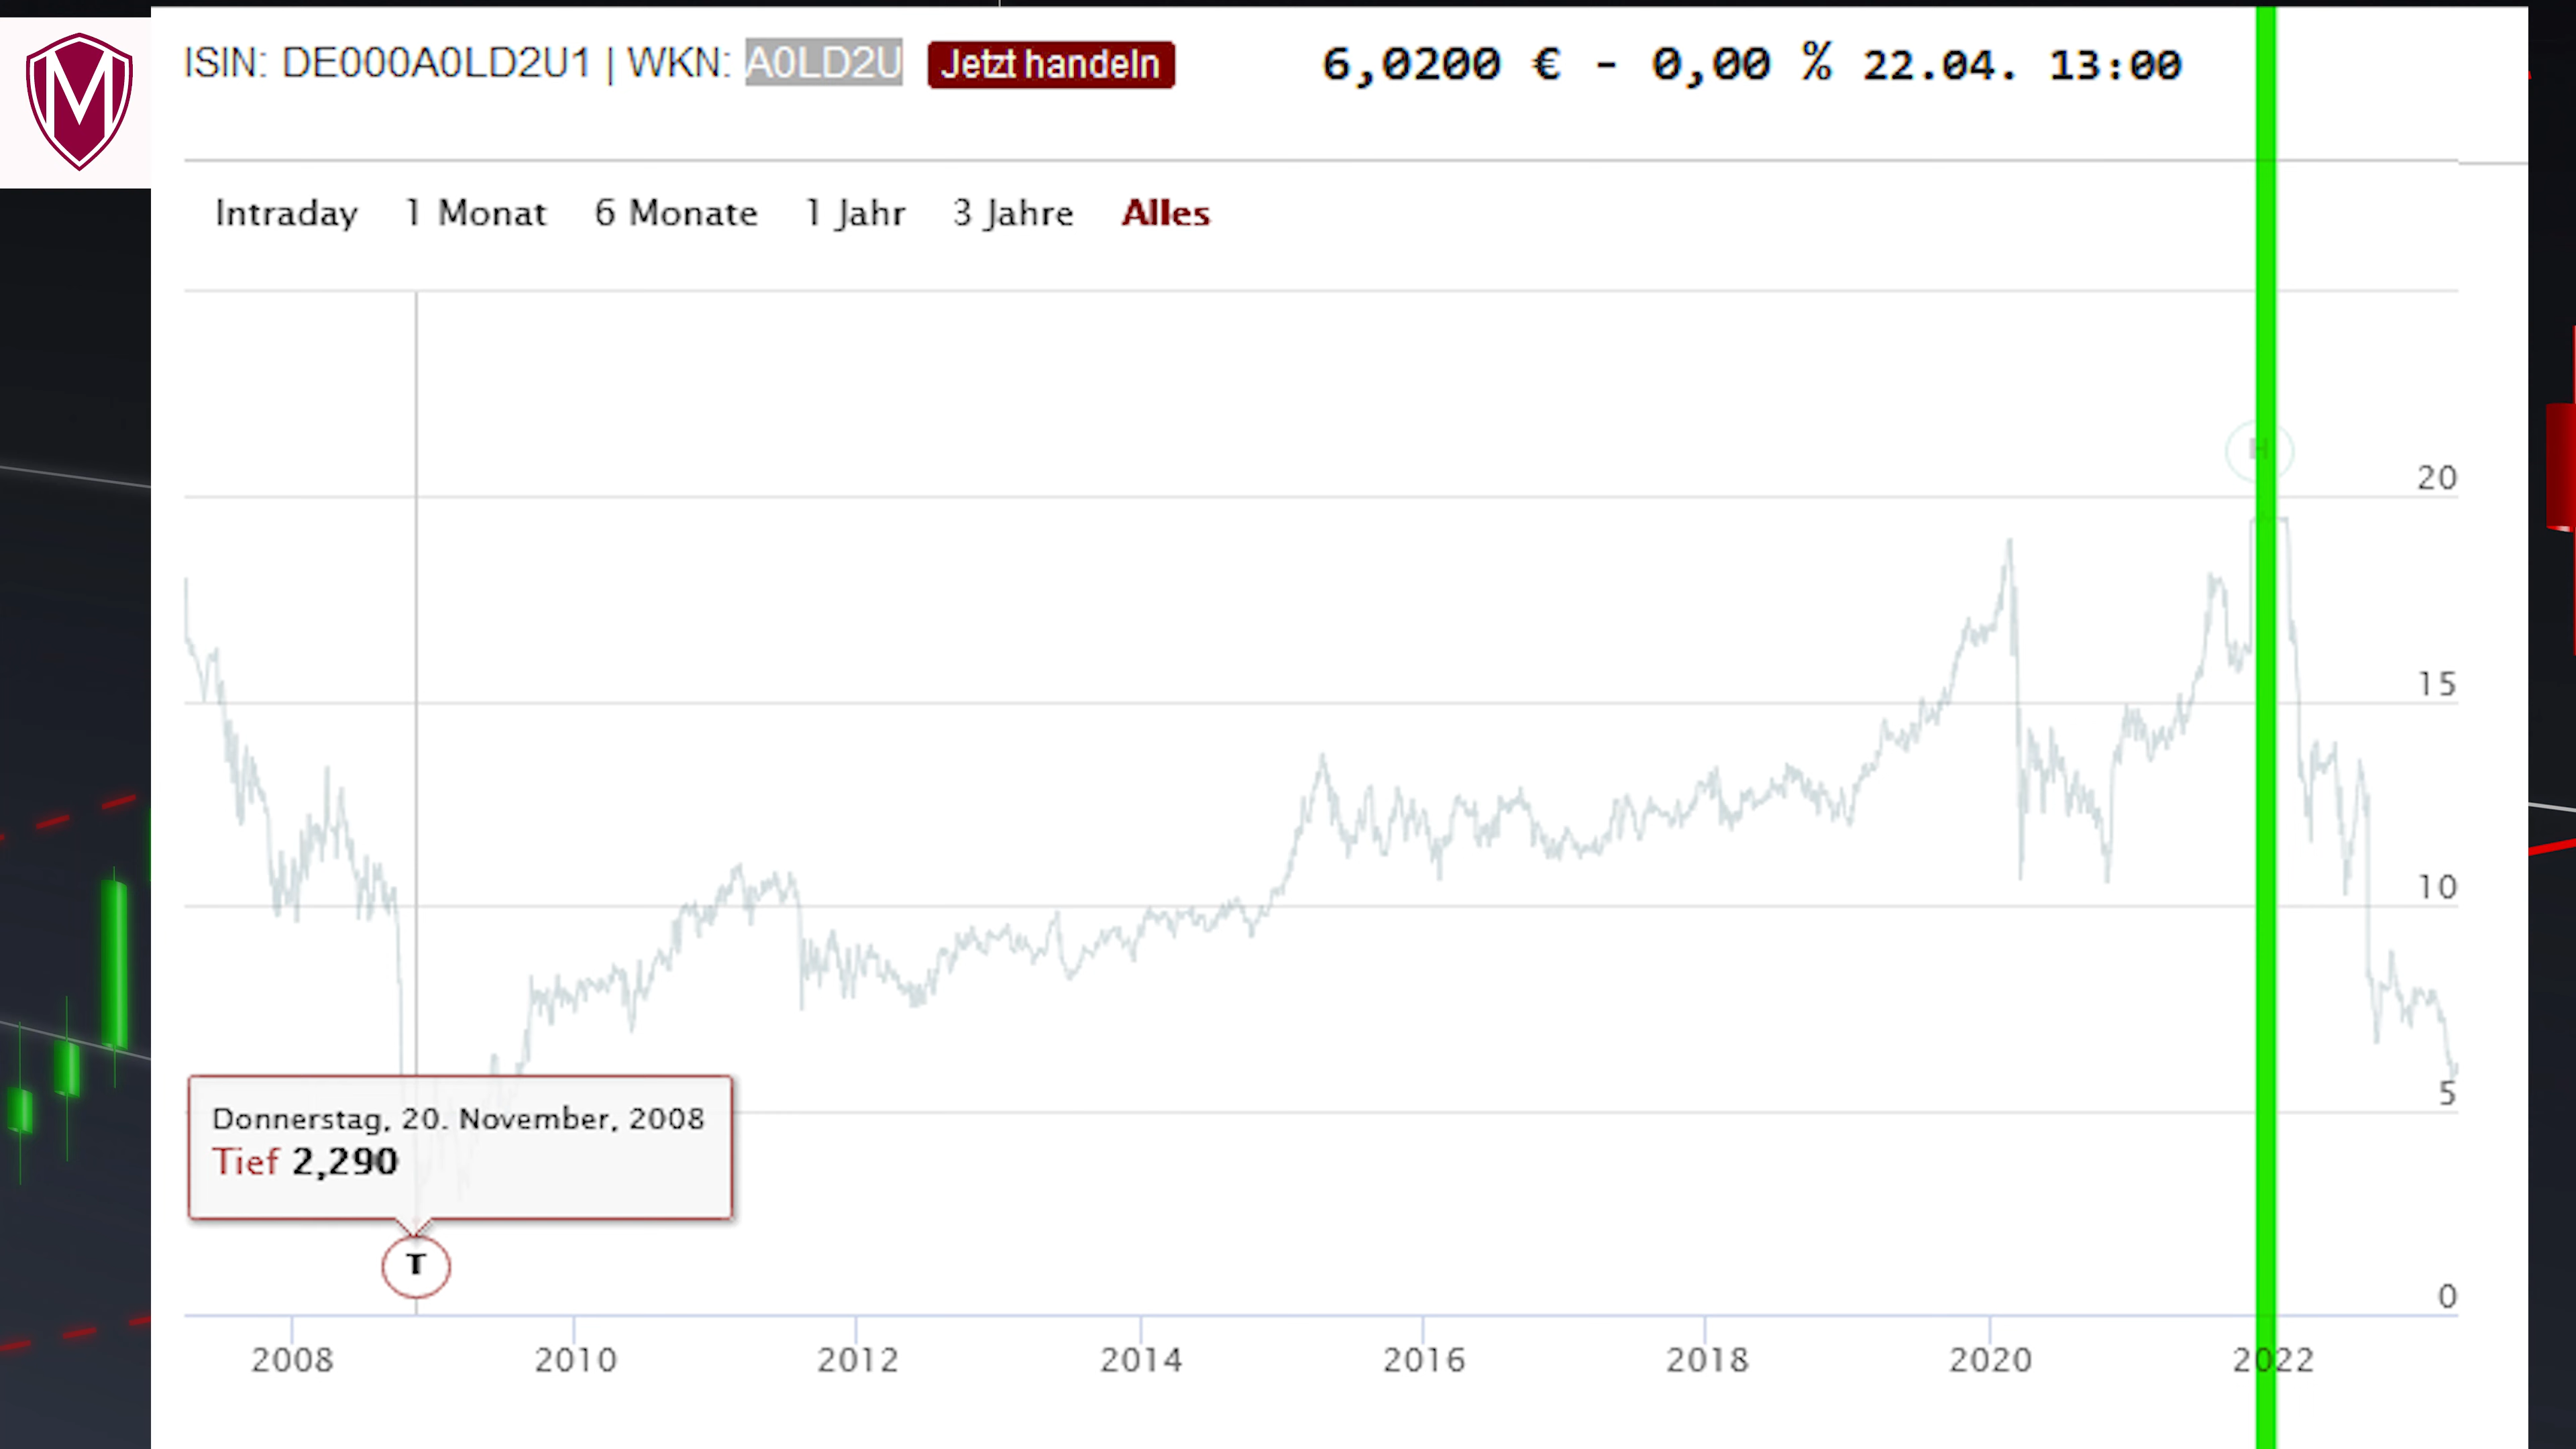 M
ISIN: DE000A0LD2U1 | WKN: A0LD2U Jetzt handeln 6,0200 € - 0,00 % 22.04. 13:00
Intraday 1 Monat 6 Monate 1 Jahr 3 Jahre Alles
H
20
15
10
5
Donnerstag, 20. November, 2008
Tief 2,290
T
0
2008 2010 2012 2014 2016 2018 2020 2022